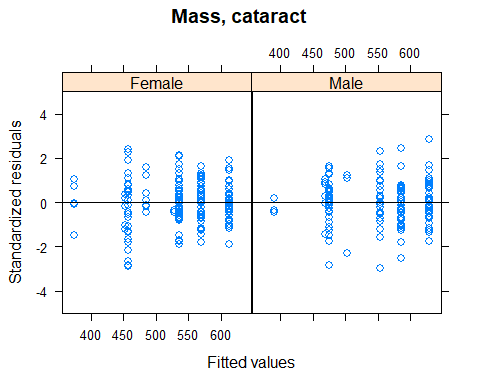 Mass, cataract
400 450 500 550 600
Female Male
4
2
0
-2
-4
Standardized residuals
400 450 500 550 600
Fitted values